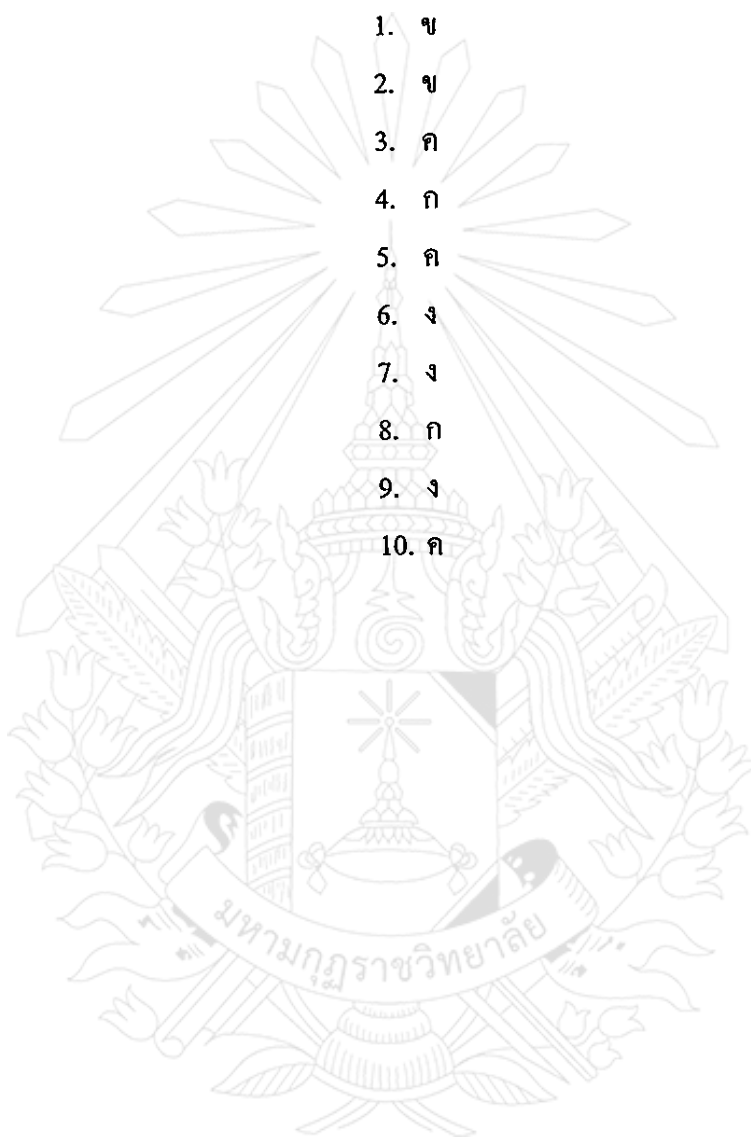 1. ข
2. ข
3. ค
4. ก
5. ค
6. ง
7. ง
8. ก
9. ง
10. ค
มหามกุฏราชวิทยาลัย